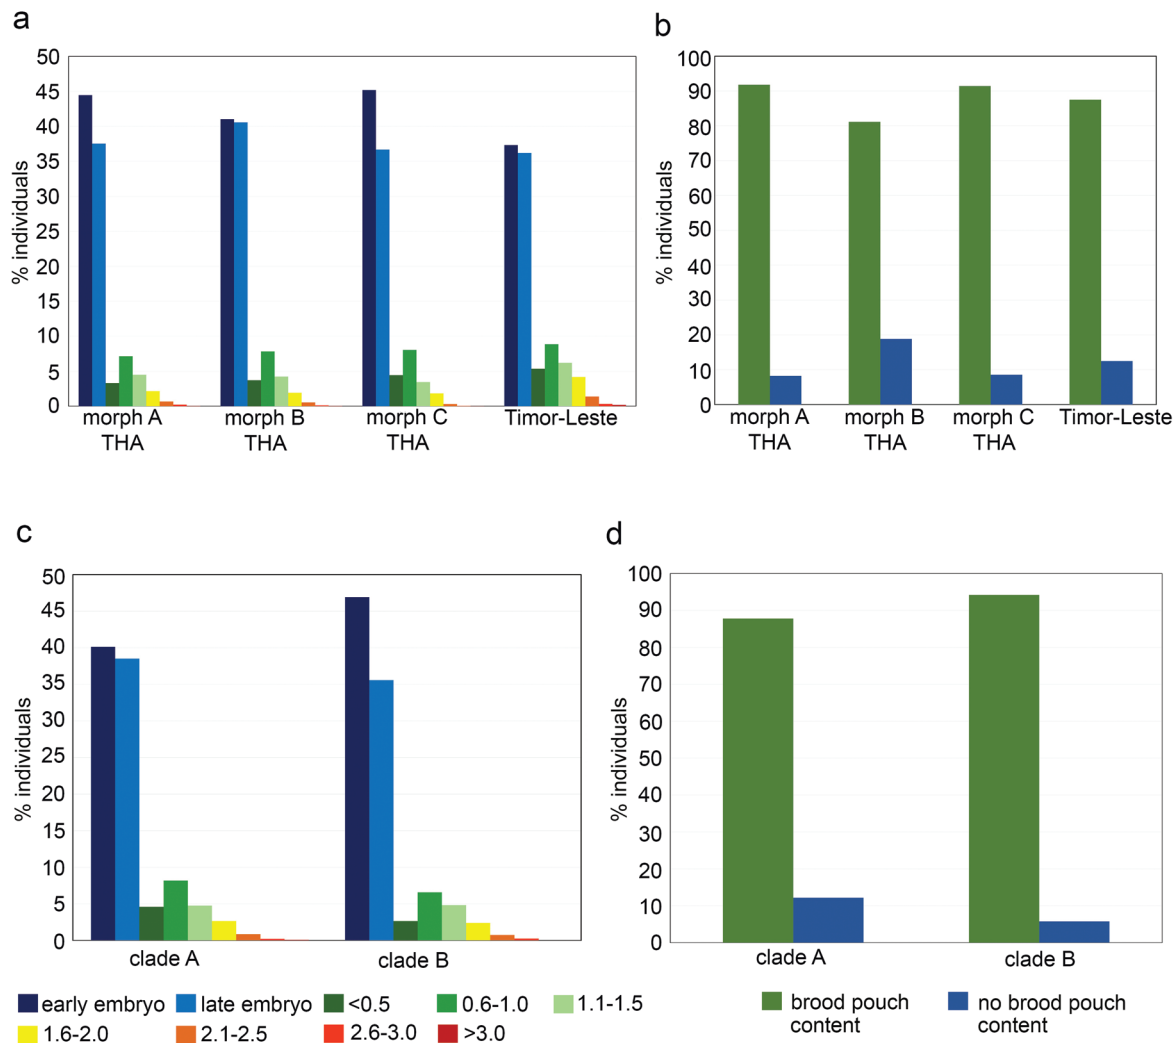 a
50
45
40
35
30
25
20
15
10
5
0
% individuals
morph A THA
morph B THA
morph C THA
Timor-Leste
b
100
90
80
70
60
50
40
30
20
10
0
% individuals
morph A THA
morph B THA
morph C THA
Timor-Leste
c
50
45
40
35
30
25
20
15
10
5
0
% individuals
clade A
clade B
d
100
90
80
70
60
50
40
30
20
10
0
% individuals
clade A
clade B
early embryo
late embryo
<0.5
0.6-1.0
1.1-1.5
1.6-2.0
2.1-2.5
2.6-3.0
>3.0
brood pouch content
no brood pouch content